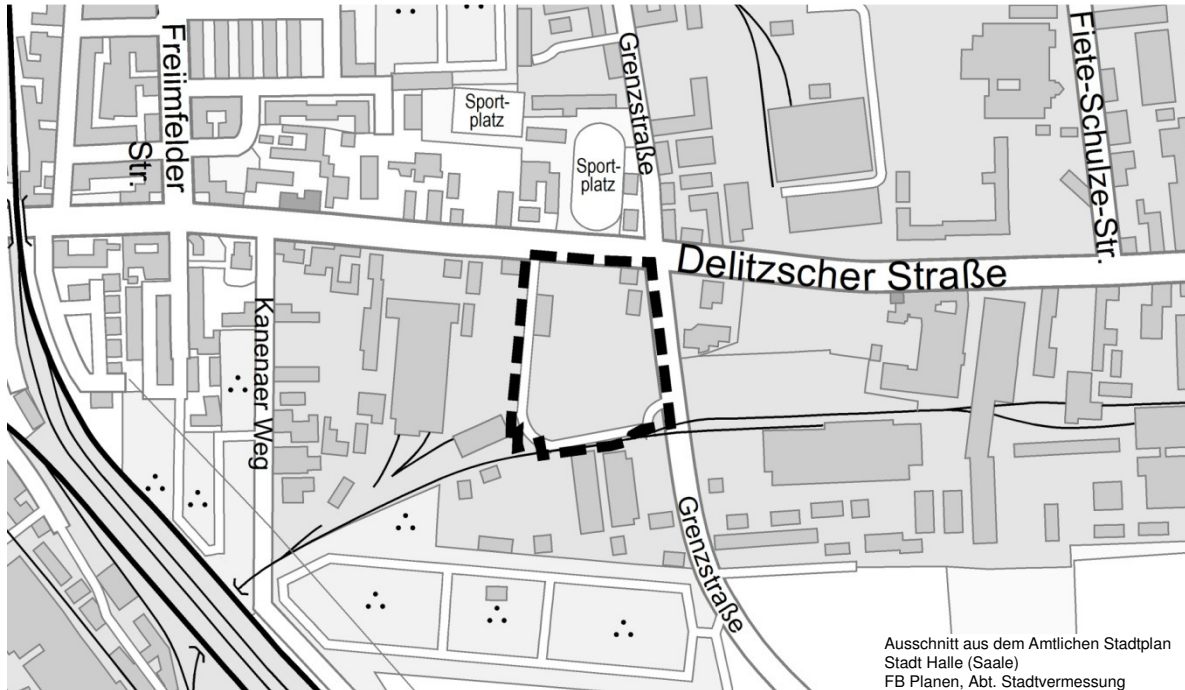 Freiimfelder
Str.
Grenzstraße
Fiete-Schulze-Str.
Sport-
platz
Sport-
platz
Delitzscher Straße
Kanenaer Weg
Grenzstraße
Ausschnitt aus dem Amtlichen Stadtplan
Stadt Halle (Saale)
FB Planen, Abt. Stadtvermessung